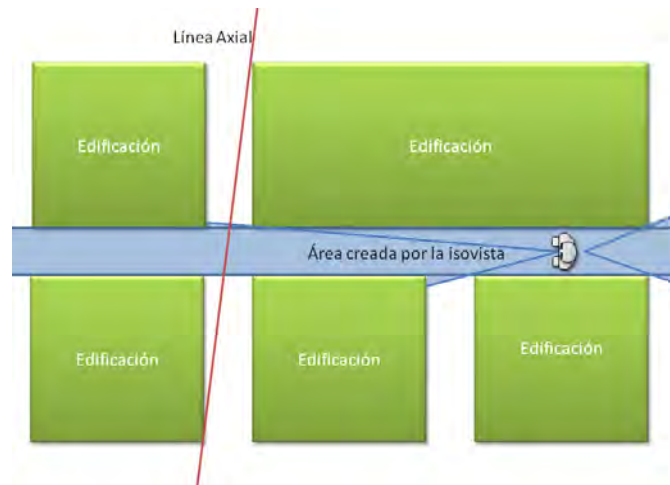 Línea Axial
Edificación
Edificación
Área creada por la isovista
Edificación
Edificación
Edificación